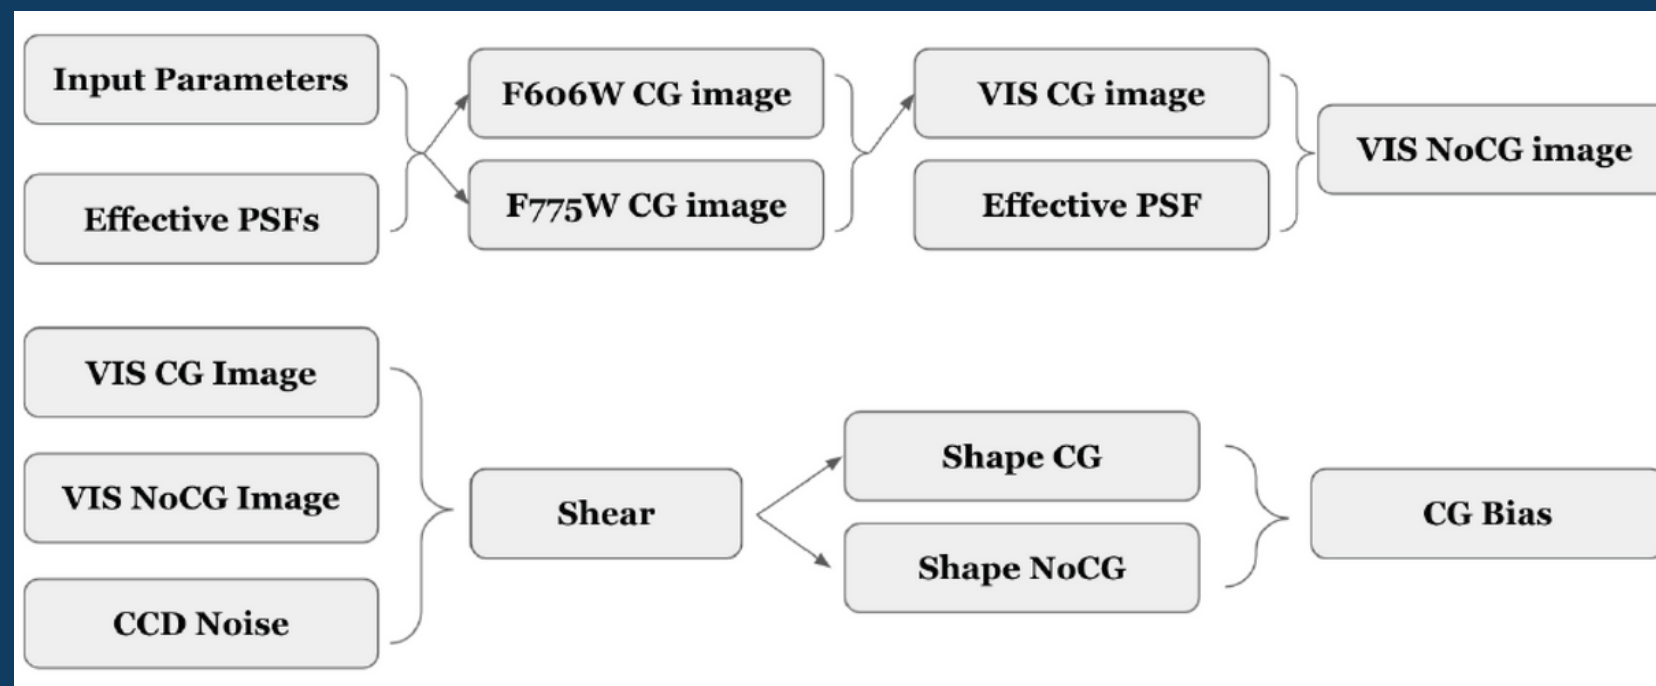 Input Parameters
Effective PSFs
F606W CG image
F775W CG image
VIS CG image
Effective PSF
VIS NoCG image
VIS CG Image
VIS NoCG Image
CCD Noise
Shear
Shape CG
Shape NoCG
CG Bias